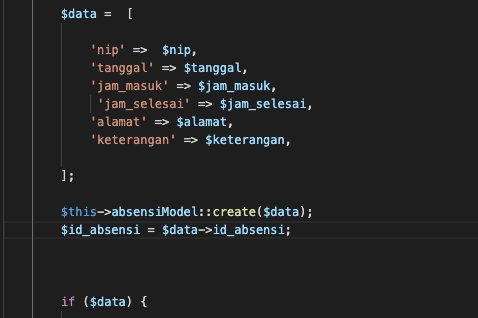 $data =  [
'nip' =>  $nip,
'tanggal' => $tanggal,
'jam_masuk' => $jam_masuk,
'jam_selesai' => $jam_selesai,
'alamat' => $alamat,
'keterangan' => $keterangan,
];
$this->absensiModel::create($data);
$id_absensi = $data->id_absensi;
if ($data) {